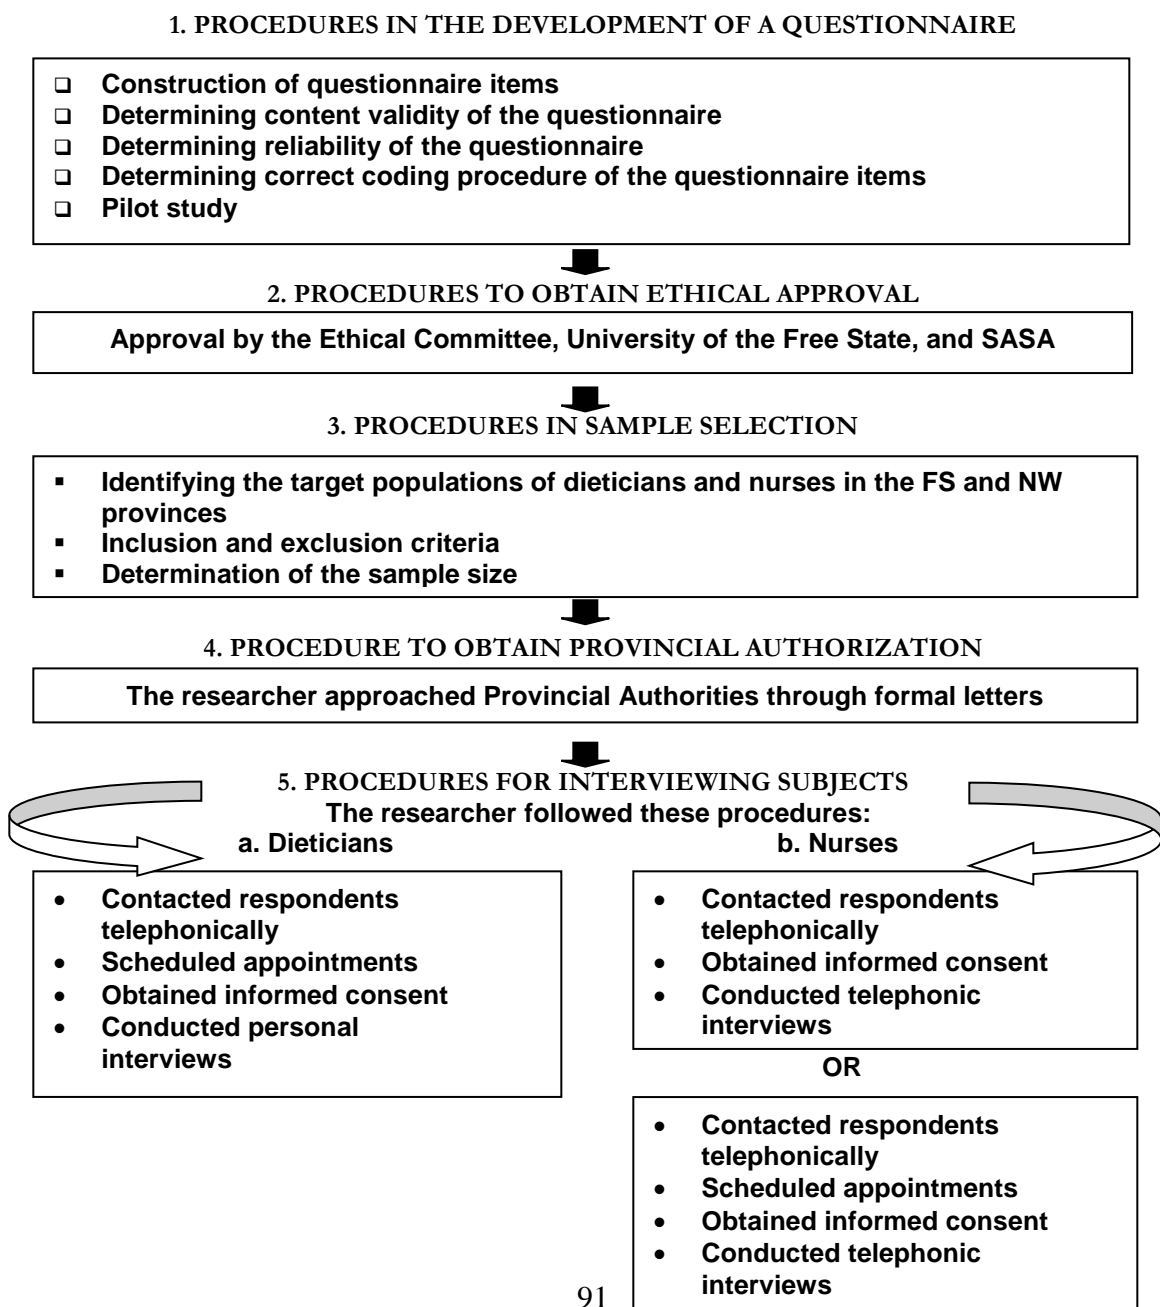 1. PROCEDURES IN THE DEVELOPMENT OF A QUESTIONNAIRE
❑ Construction of questionnaire items
❑ Determining content validity of the questionnaire
❑ Determining reliability of the questionnaire
❑ Determining correct coding procedure of the questionnaire items
❑ Pilot study
2. PROCEDURES TO OBTAIN ETHICAL APPROVAL
Approval by the Ethical Committee, University of the Free State, and SASA
3. PROCEDURES IN SAMPLE SELECTION
▪ Identifying the target populations of dieticians and nurses in the FS and NW
provinces
▪ Inclusion and exclusion criteria
▪ Determination of the sample size
4. PROCEDURE TO OBTAIN PROVINCIAL AUTHORIZATION
The researcher approached Provincial Authorities through formal letters
5. PROCEDURES FOR INTERVIEWING SUBJECTS
The researcher followed these procedures:
a. Dieticians
• Contacted respondents
telephonically
• Scheduled appointments
• Obtained informed consent
• Conducted personal
interviews
b. Nurses
• Contacted respondents
telephonically
• Obtained informed consent
• Conducted telephonic
interviews
OR
• Contacted respondents
telephonically
• Scheduled appointments
• Obtained informed consent
• Conducted telephonic
interviews
91